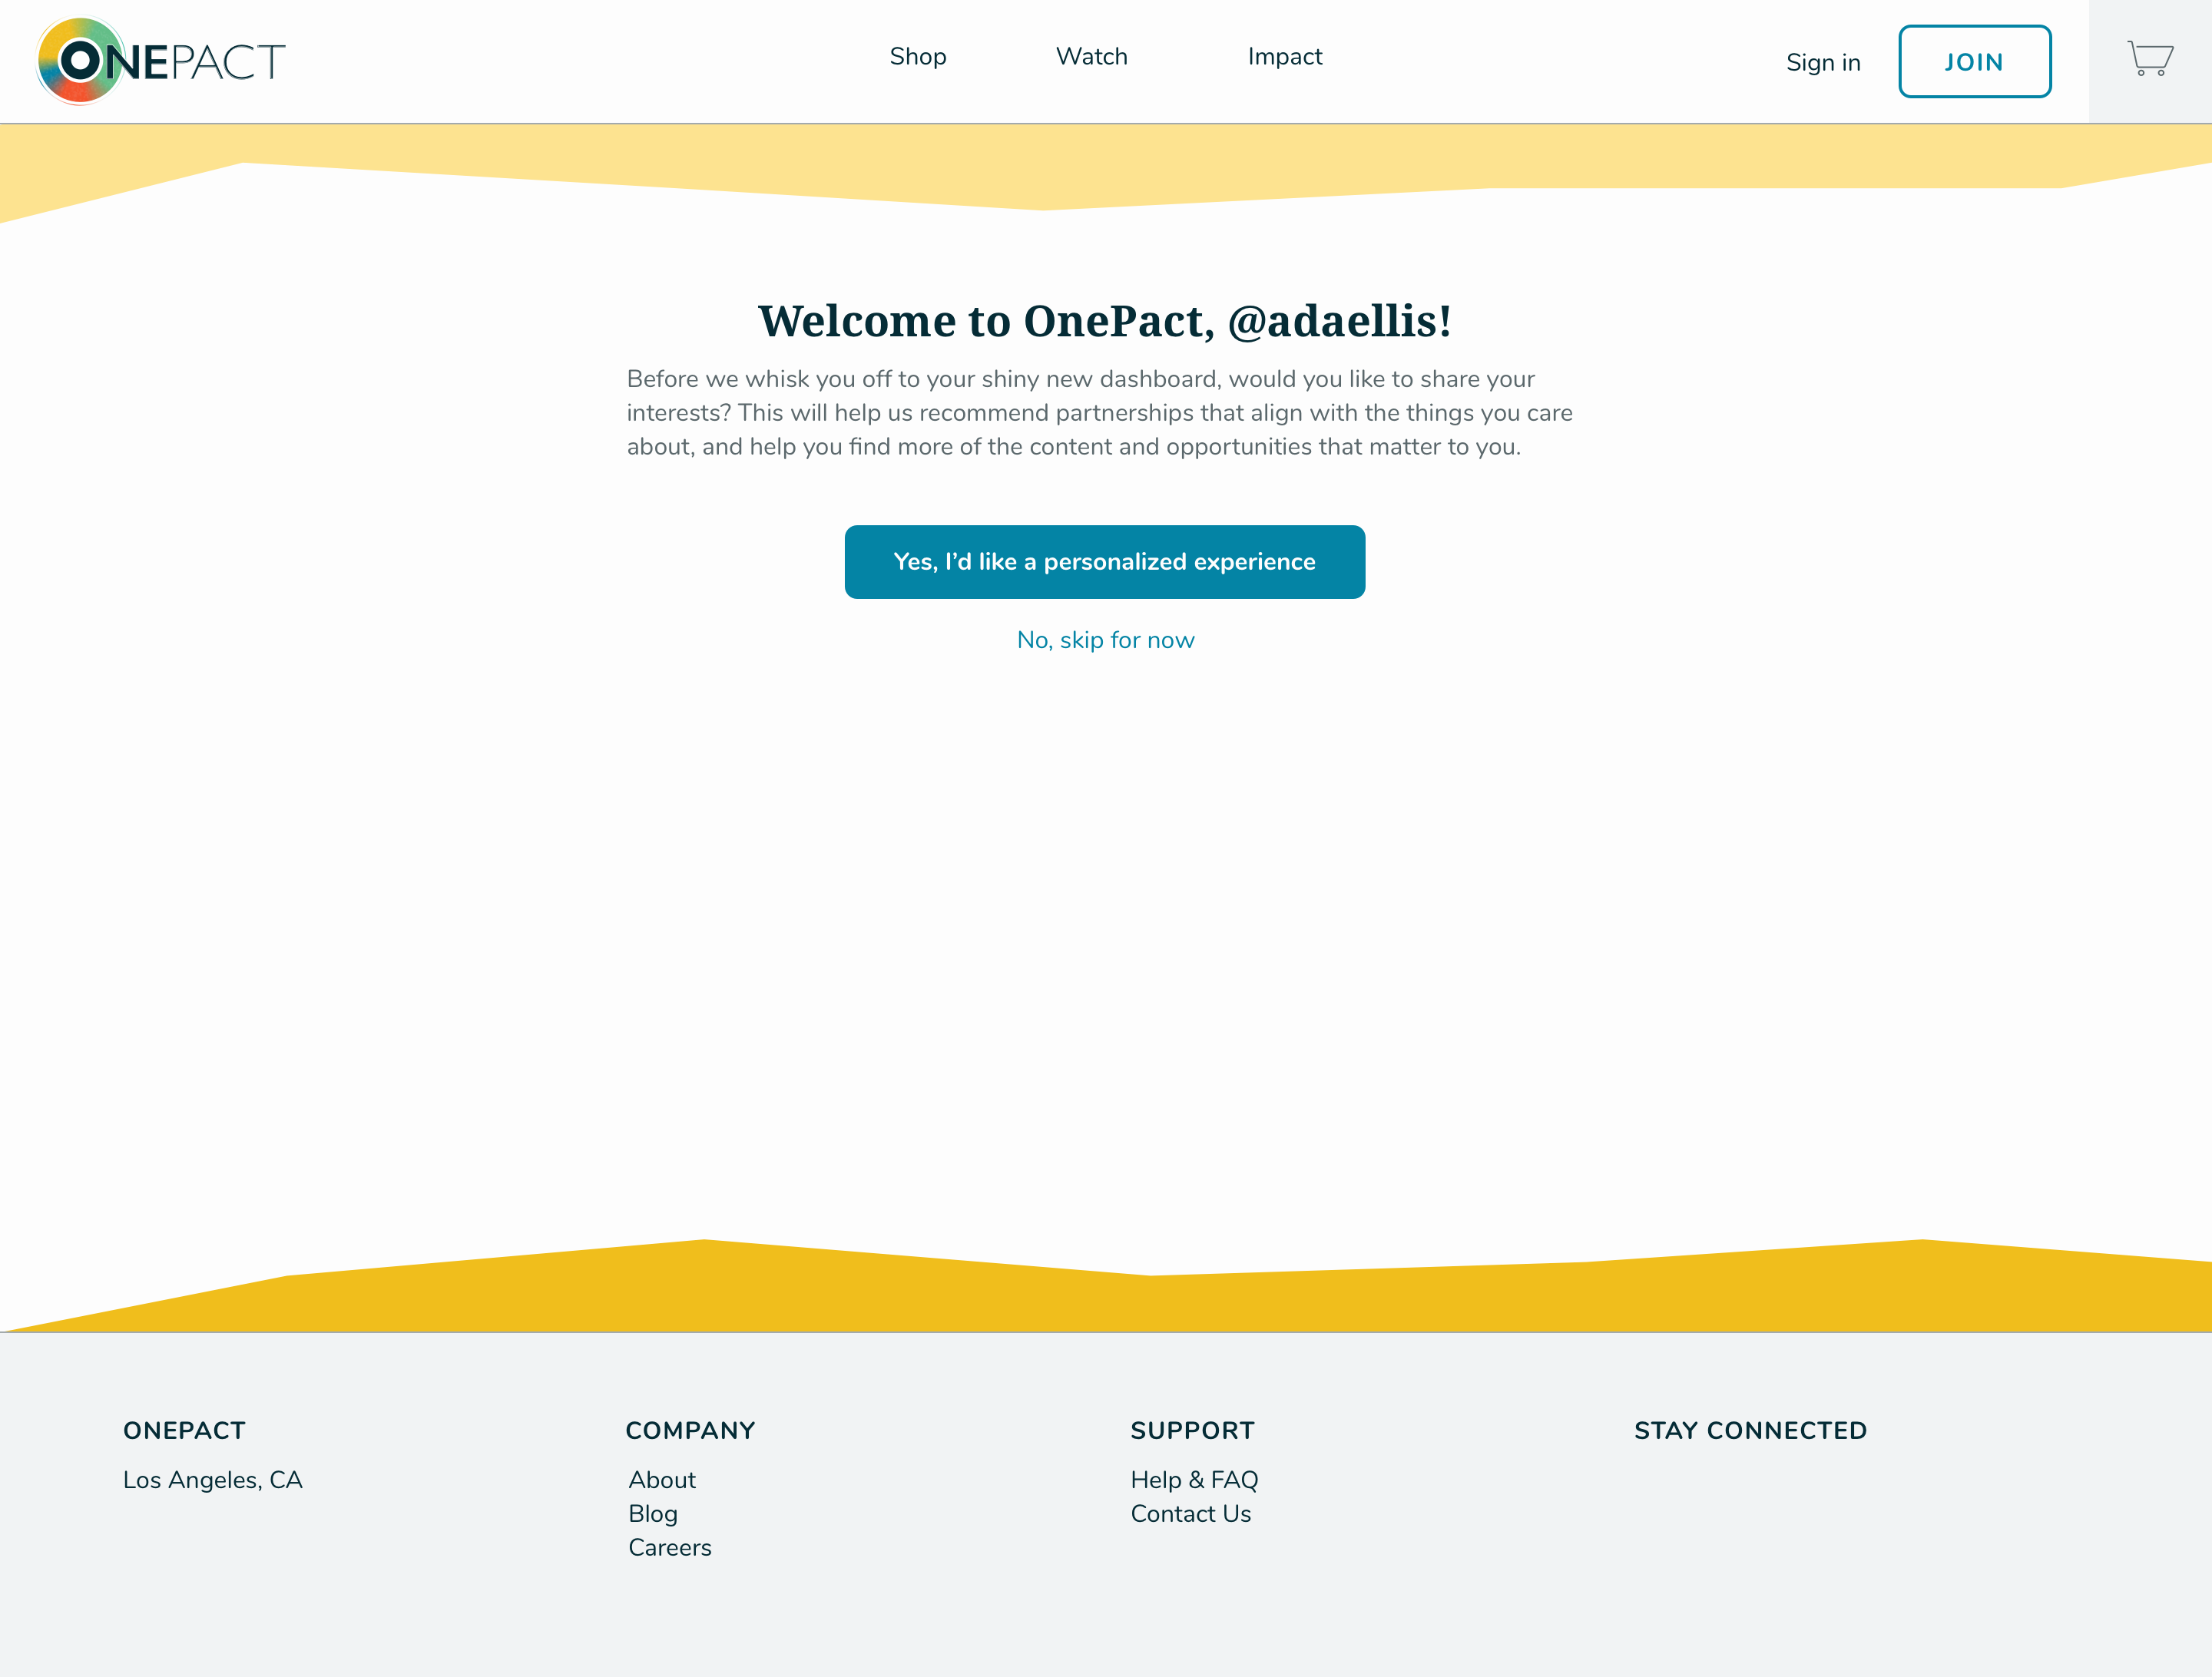 ONEPACT
Shop
Watch
Impact
Sign in
JOIN
Welcome to OnePact, @adaellis!
Before we whisk you off to your shiny new dashboard, would you like to share your
interests? This will help us recommend partnerships that align with the things you care
about, and help you find more of the content and opportunities that matter to you.
Yes, I’d like a personalized experience
No, skip for now
ONEPACT
Los Angeles, CA
COMPANY
About
Blog
Careers
SUPPORT
Help & FAQ
Contact Us
STAY CONNECTED